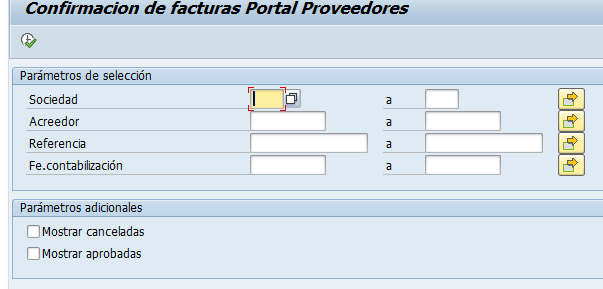 Confirmacion de facturas Portal Proveedores
Parámetros de selección
Sociedad a
Acreedor a
Referencia a
Fe.contabilización a
Parámetros adicionales
Mostrar canceladas
Mostrar aprobadas